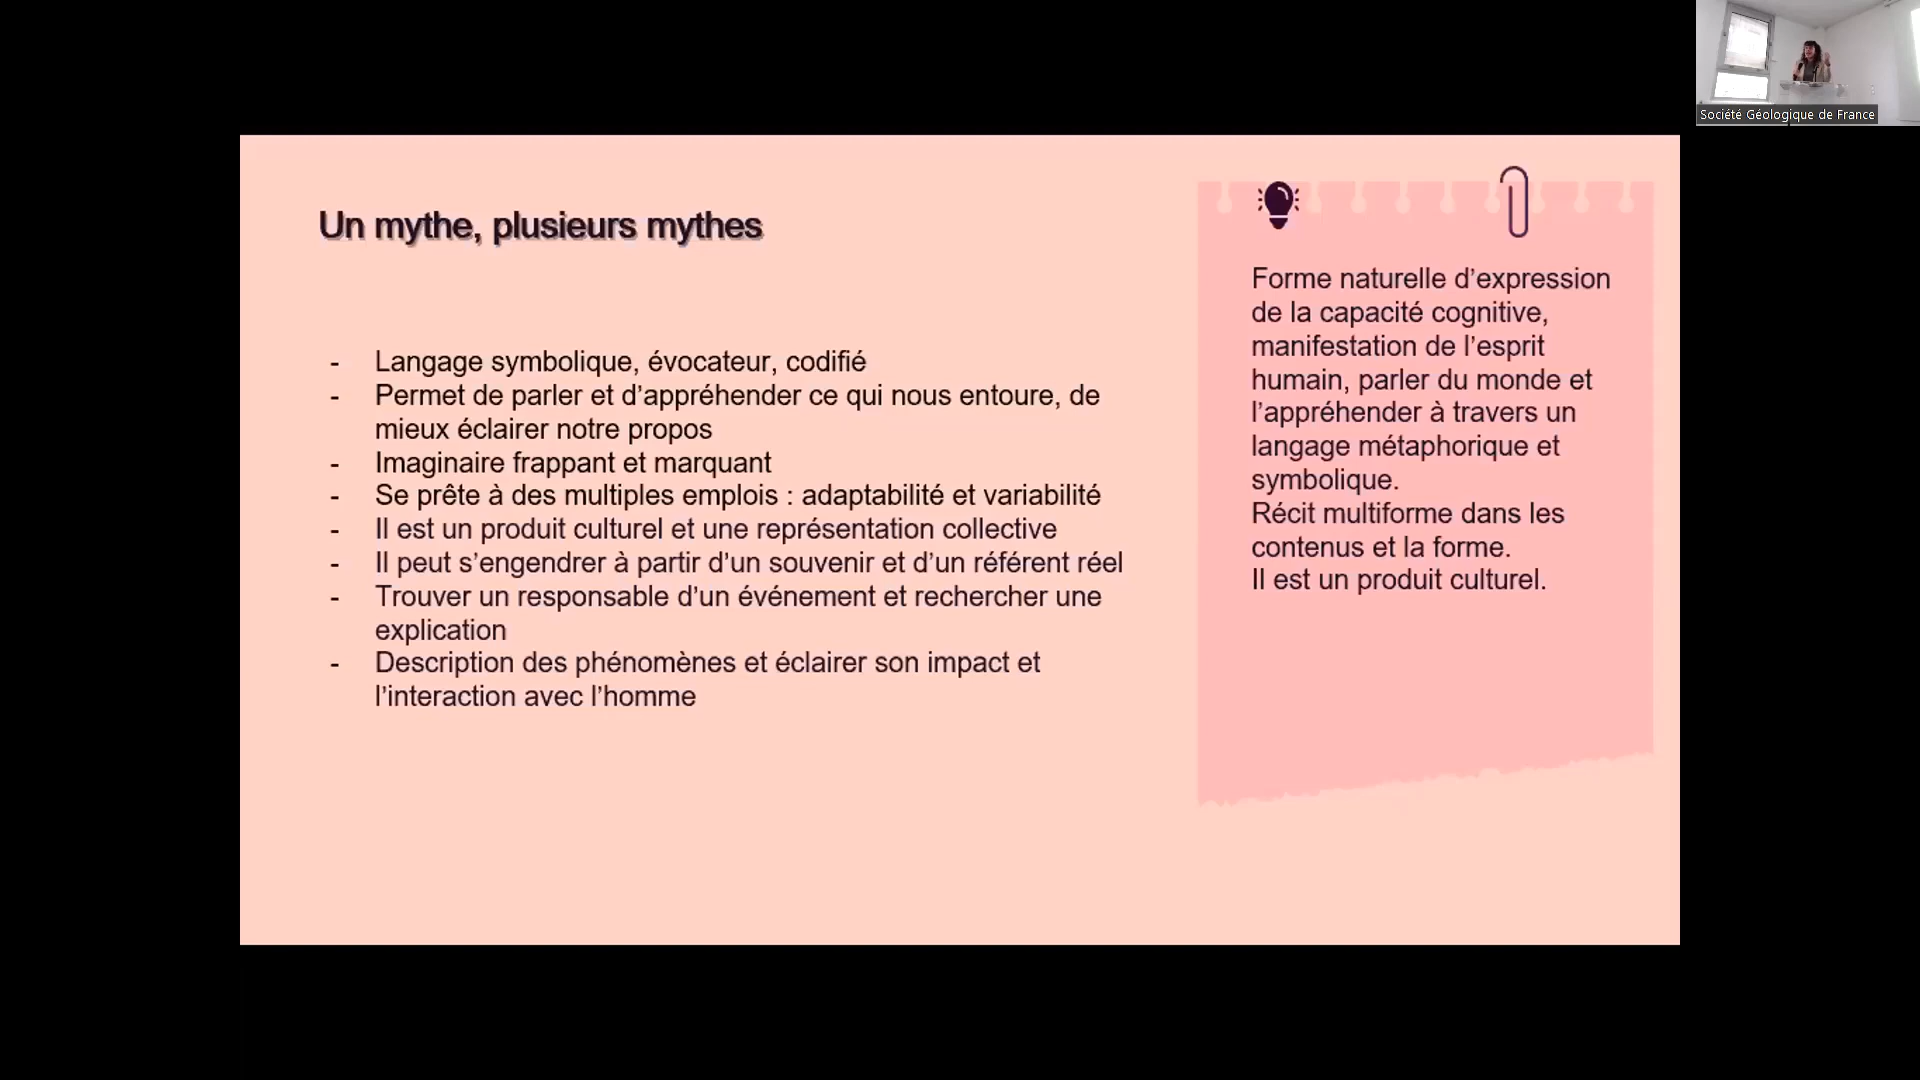 Société Géologique de France
Un mythe, plusieurs mythes
- Langage symbolique, évocateur, codifié
- Permet de parler et d’appréhender ce qui nous entoure, de
mieux éclairer notre propos
- Imaginaire frappant et marquant
- Se prête à des multiples emplois : adaptabilité et variabilité
- Il est un produit culturel et une représentation collective
- Il peut s’engendrer à partir d’un souvenir et d’un référent réel
- Trouver un responsable d’un événement et rechercher une
explication
- Description des phénomènes et éclairer son impact et
l’interaction avec l’homme
Forme naturelle d’expression
de la capacité cognitive,
manifestation de l’esprit
humain, parler du monde et
l’appréhender à travers un
langage métaphorique et
symbolique.
Récit multiforme dans les
contenus et la forme.
Il est un produit culturel.